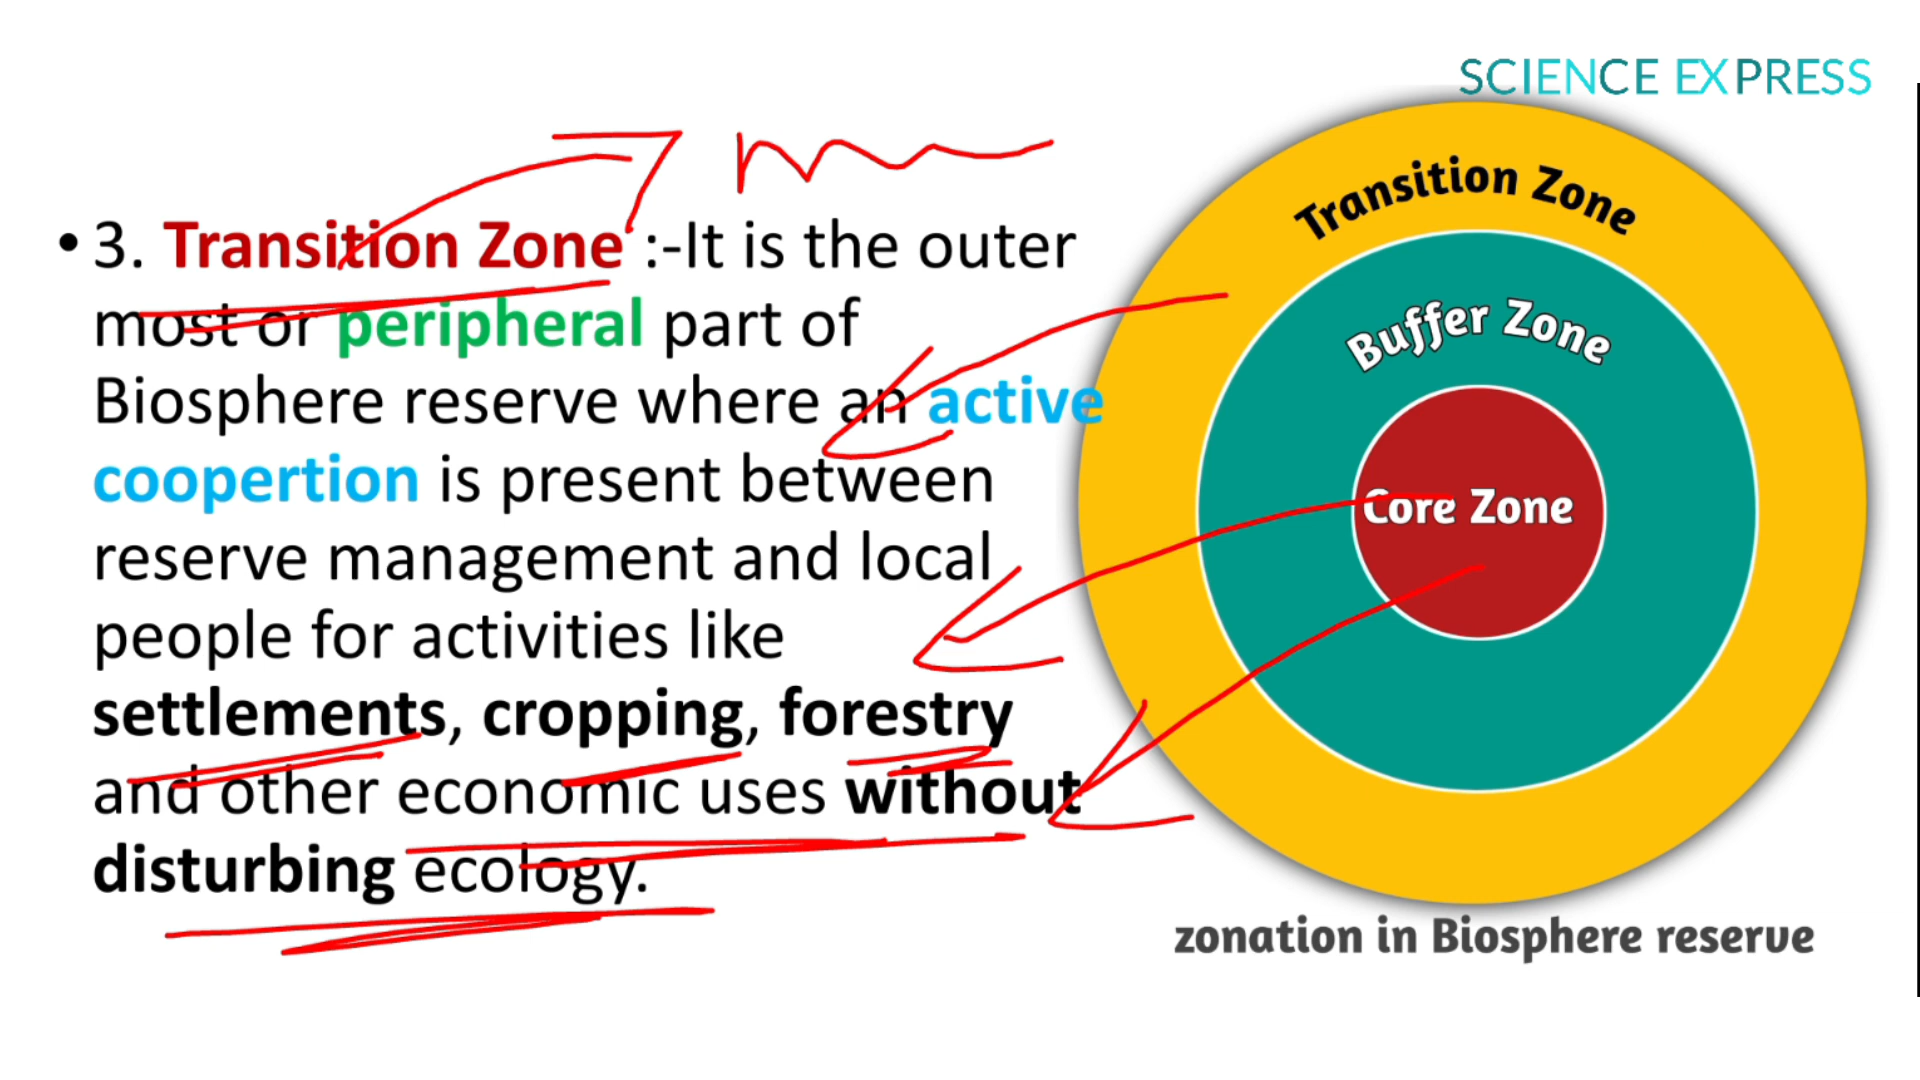 SCIENCE EXPRESS
• 3. Transition Zone :-It is the outer
most or peripheral part of
Biosphere reserve where an active
coopertion is present between
reserve management and local
people for activities like
settlements, cropping, forestry
and other economic uses without
disturbing ecology.
Transition Zone
Buffer Zone
Core Zone
zonation in Biosphere reserve